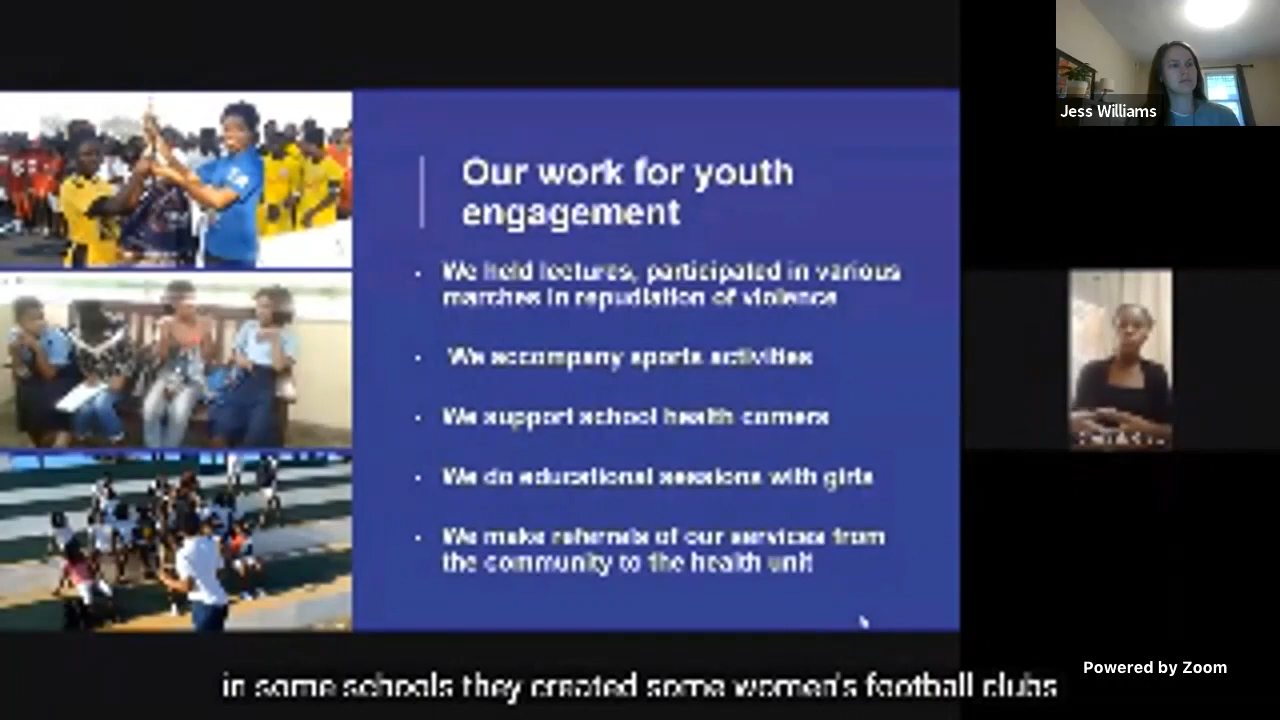 Jess Williams
Our work for youth
engagement
We held lectures, participated in various
marches in repudiation of violence
We accompany sports activities
We support school health corners
We do educational sessions with girls
We make referrals of our services from
the community to the health unit
in some schools they created some women's football clubs
Powered by Zoom